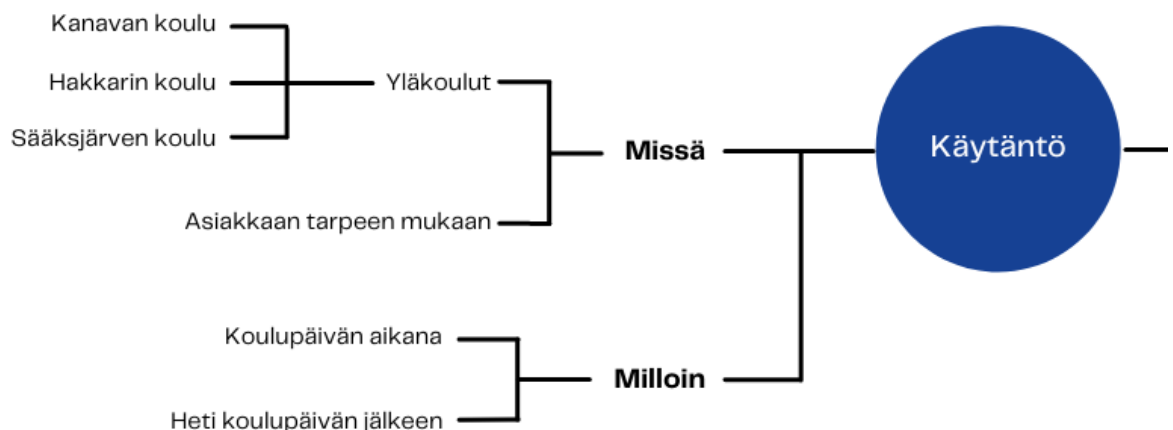 Kanavan koulu
Hakkarin koulu
Sääksjärven koulu
Yläkoulut
Asiakkaan tarpeen mukaan
Missä
Käytäntö
Koulupäivän aikana
Heti koulupäivän jälkeen
Milloin